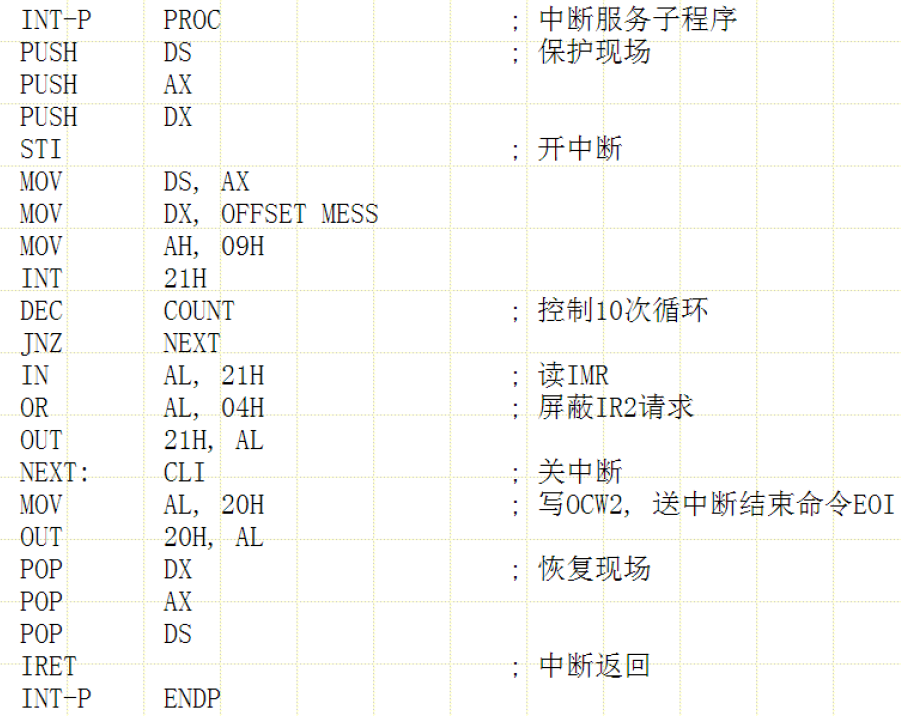 INT-P PROC ; 中断服务子程序
PUSH DS ; 保护现场
PUSH AX
PUSH DX
STI ; 开中断
MOV DS, AX
MOV DX, OFFSET MESS
MOV AH, 09H
INT 21H
DEC COUNT ; 控制10次循环
JNZ NEXT
IN AL, 21H ; 读IMR
OR AL, 04H ; 屏蔽IR2请求
OUT 21H, AL
NEXT: CLI ; 关中断
MOV AL, 20H ; 写OCW2, 送中断结束命令EOI
OUT 20H, AL
POP DX ; 恢复现场
POP AX
POP DS
IRET ; 中断返回
INT-P ENDP